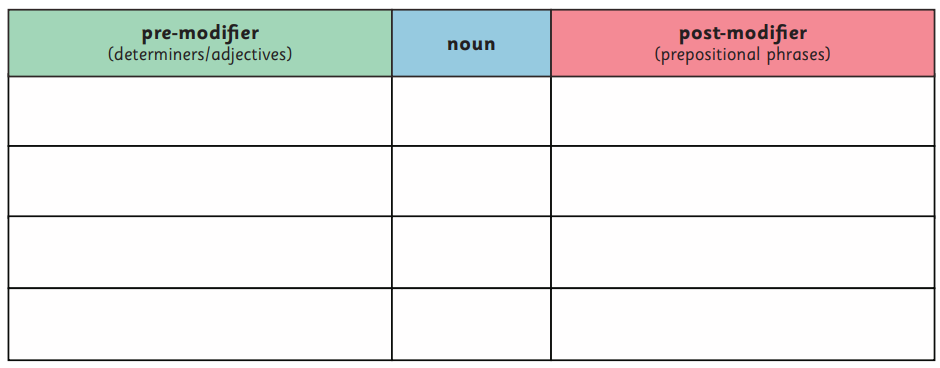 pre-modifier
(determiners/adjectives)
noun
post-modifier
(prepositional phrases)